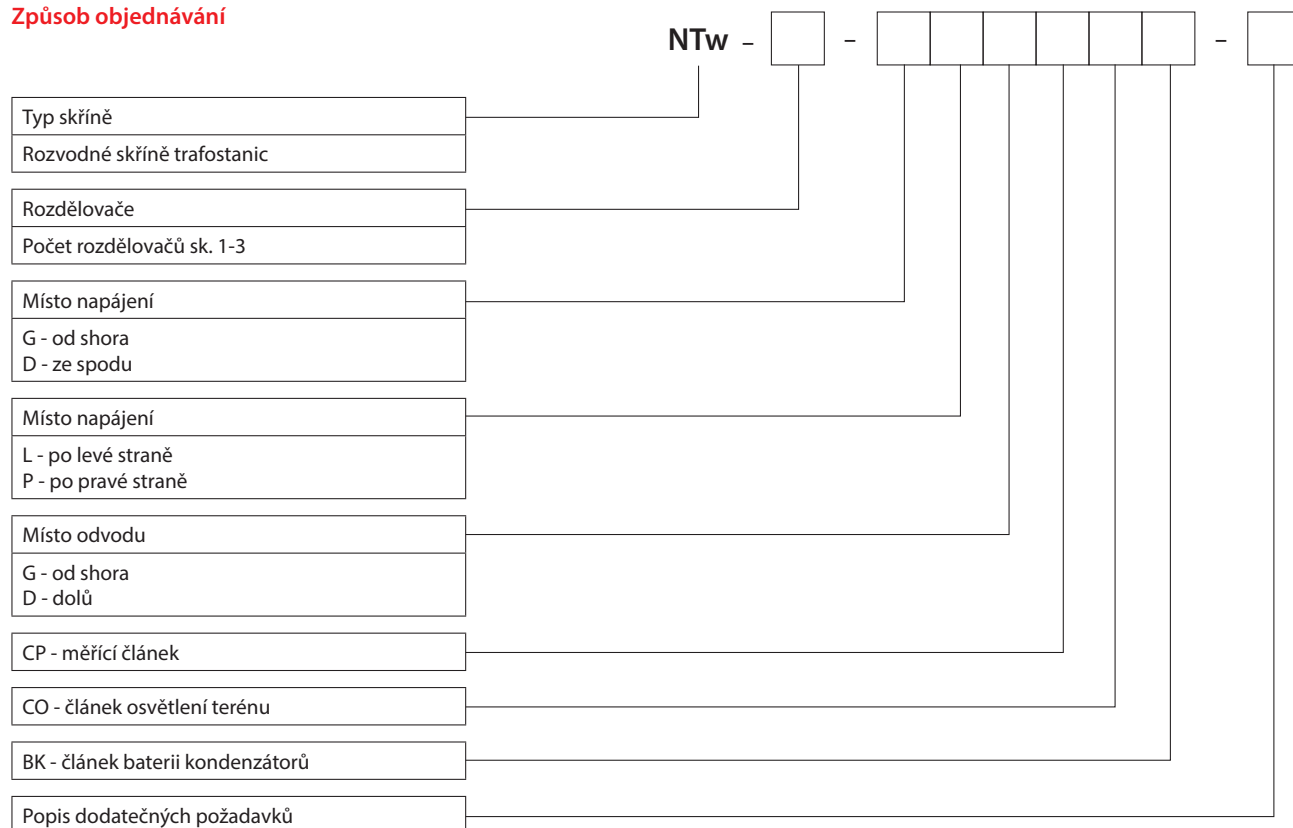 Způsob objednávání
NTw - - -
Typ skříně
Rozvodné skříně trafostanic
Rozdělovače
Počet rozdělovačů sk. 1-3
Místo napájení
G - od shora
D - ze spodu
Místo napájení
L - po levé straně
P - po pravé straně
Místo odvodu
G - od shora
D - dolů
CP - měřící článek
CO - článek osvětlení terénu
BK - článek baterii kondenzátorů
Popis dodatečných požadavků